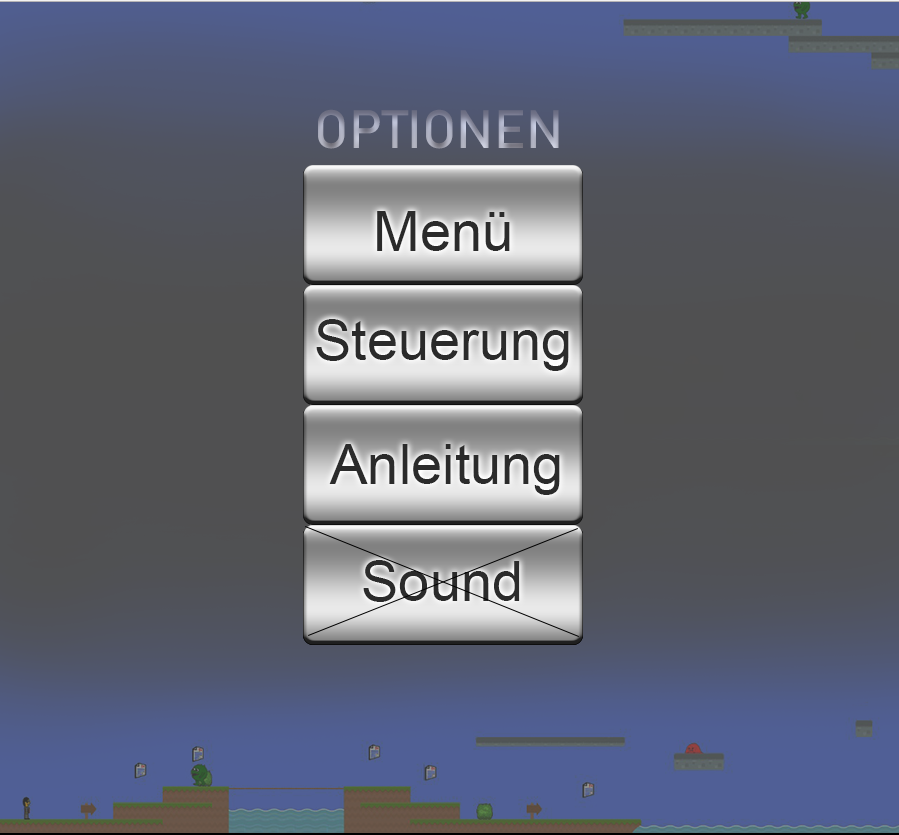 OPTIONEN
Menü
Steuerung
Anleitung
Sound